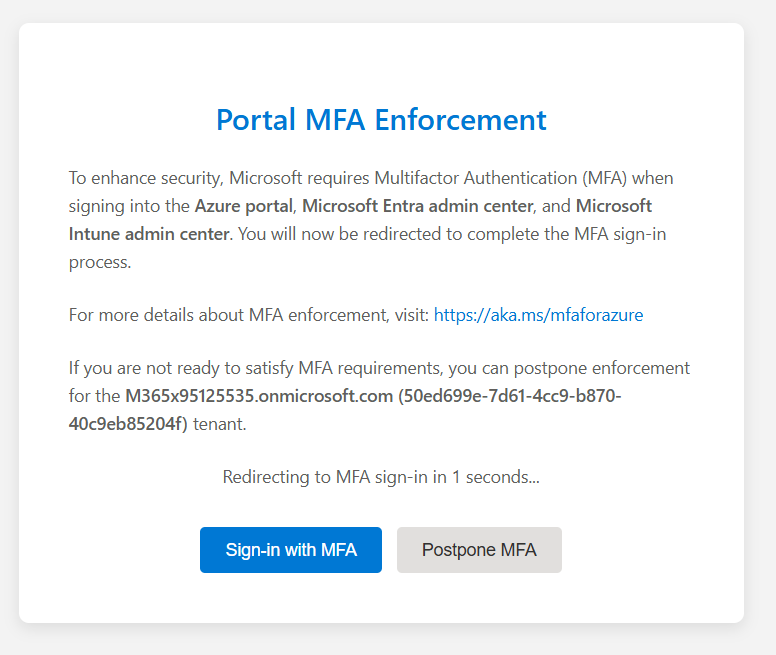 Portal MFA Enforcement
To enhance security, Microsoft requires Multifactor Authentication (MFA) when
signing into the Azure portal, Microsoft Entra admin center, and Microsoft
Intune admin center. You will now be redirected to complete the MFA sign-in
process.
For more details about MFA enforcement, visit: https://aka.ms/mfaforazure
If you are not ready to satisfy MFA requirements, you can postpone enforcement
for the M365x95125535.onmicrosoft.com (50ed699e-7d61-4cc9-b870-
40c9eb85204f) tenant.
Redirecting to MFA sign-in in 1 seconds...
Sign-in with MFA
Postpone MFA